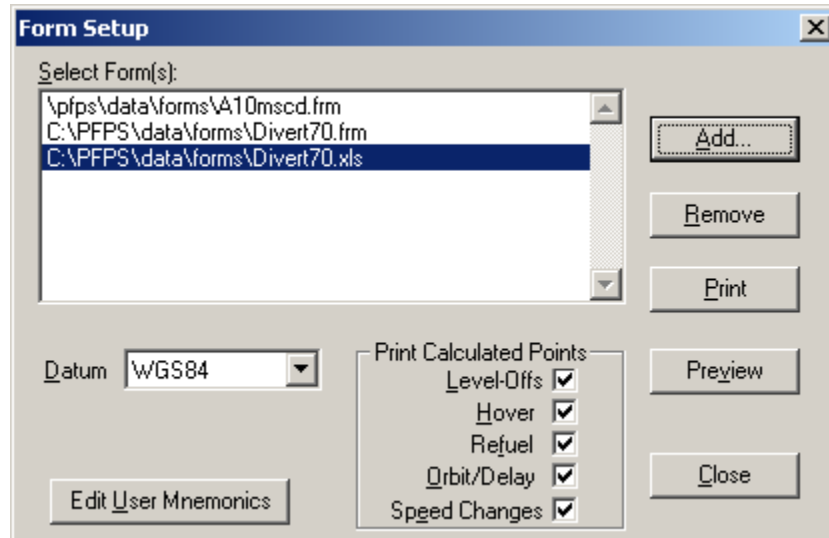 Form Setup
Select Form(s):
\pfps\data\forms\A10mscd.frm
C:\PFPS\data\forms\Divert70.frm
C:\PFPS\data\forms\Divert70.xls
Add...
Remove
Print
Datum WGS84
Print Calculated Points
Level-Offs
Hover
Refuel
Orbit/Delay
Speed Changes
Preview
Close
Edit User Mnemonics